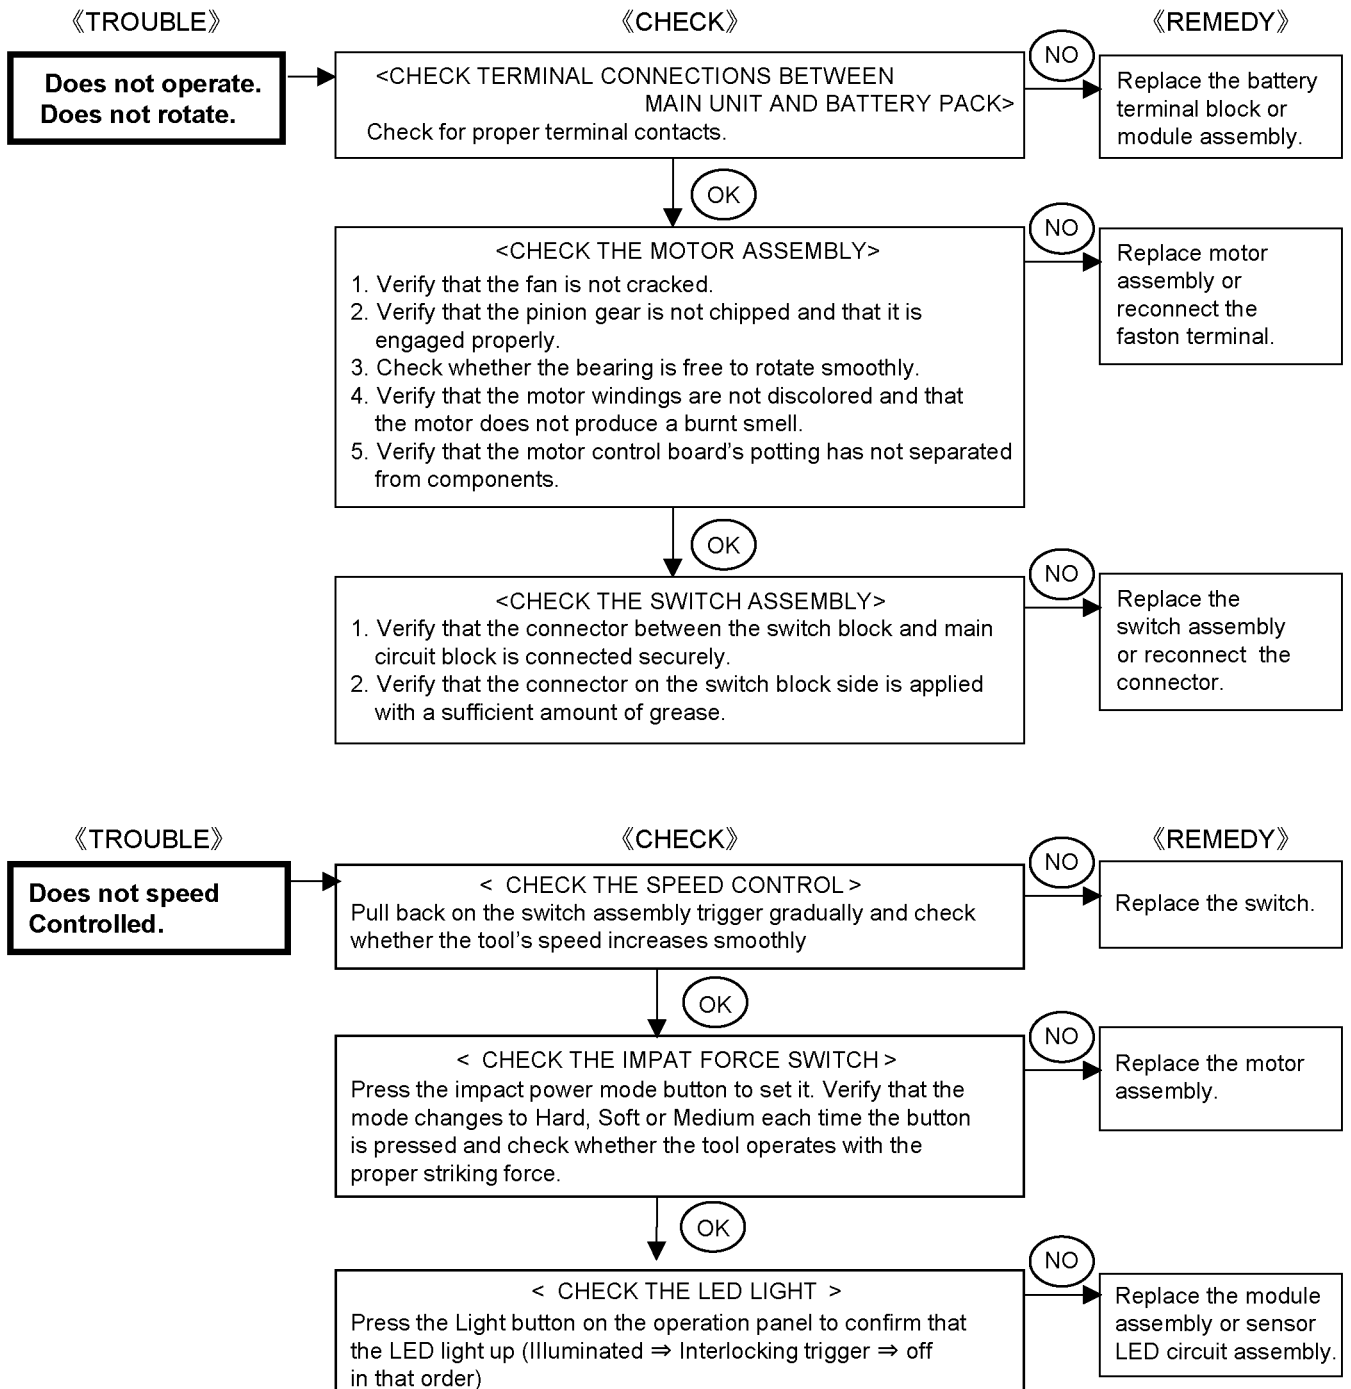 《TROUBLE》
《CHECK》
《REMEDY》
Does not operate.
Does not rotate.
<CHECK TERMINAL CONNECTIONS BETWEEN
MAIN UNIT AND BATTERY PACK>
Check for proper terminal contacts.
NO
Replace the battery
terminal block or
module assembly.
OK
<CHECK THE MOTOR ASSEMBLY>
1. Verify that the fan is not cracked.
2. Verify that the pinion gear is not chipped and that it is
engaged properly.
3. Check whether the bearing is free to rotate smoothly.
4. Verify that the motor windings are not discolored and that
the motor does not produce a burnt smell.
5. Verify that the motor control board's potting has not separated
from components.
NO
Replace motor
assembly or
reconnect the
faston terminal.
OK
<CHECK THE SWITCH ASSEMBLY>
1. Verify that the connector between the switch block and main
circuit block is connected securely.
2. Verify that the connector on the switch block side is applied
with a sufficient amount of grease.
NO
Replace the
switch assembly
or reconnect the
connector.
《TROUBLE》
《CHECK》
《REMEDY》
Does not speed
Controlled.
< CHECK THE SPEED CONTROL >
Pull back on the switch assembly trigger gradually and check
whether the tool's speed increases smoothly
NO
Replace the switch.
OK
< CHECK THE IMPAT FORCE SWITCH >
Press the impact power mode button to set it. Verify that the
mode changes to Hard, Soft or Medium each time the button
is pressed and check whether the tool operates with the
proper striking force.
NO
Replace the motor
assembly.
OK
< CHECK THE LED LIGHT >
Press the Light button on the operation panel to confirm that
the LED light up (Illuminated ⇒ Interlocking trigger ⇒ off
in that order)
NO
Replace the module
assembly or sensor
LED circuit assembly.